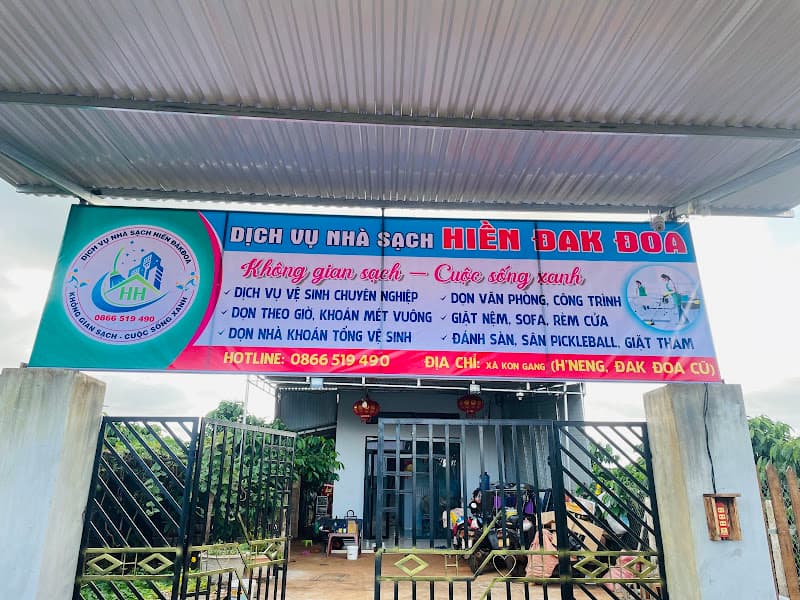 DỊCH VỤ NHÀ SẠCH HIỀN ĐAKĐOA
HH
0866 519 490
KHÔNG GIAN SẠCH - CUỘC SỐNG XANH
DỊCH VỤ NHÀ SẠCH HIỀN ĐAK ĐOA
Không gian sạch — Cuộc sống xanh
✓ DỊCH VỤ VỆ SINH CHUYÊN NGHIỆP
✓ DỌN THEO GIỜ, KHOÁN MÉT VUÔNG
✓ DỌN NHÀ KHOÁN TỔNG VỆ SINH
✓ DỌN VĂN PHÒNG, CÔNG TRÌNH
✓ GIẶT NỆM, SOFA, RÈM CỬA
✓ ĐÁNH SÀN, SÂN PICKLEBALL, GIẶT THẢM
HOTLINE: 0866 519 490 ĐỊA CHỈ: XÃ KON GANG (H'NENG, ĐAK ĐOA CŨ)